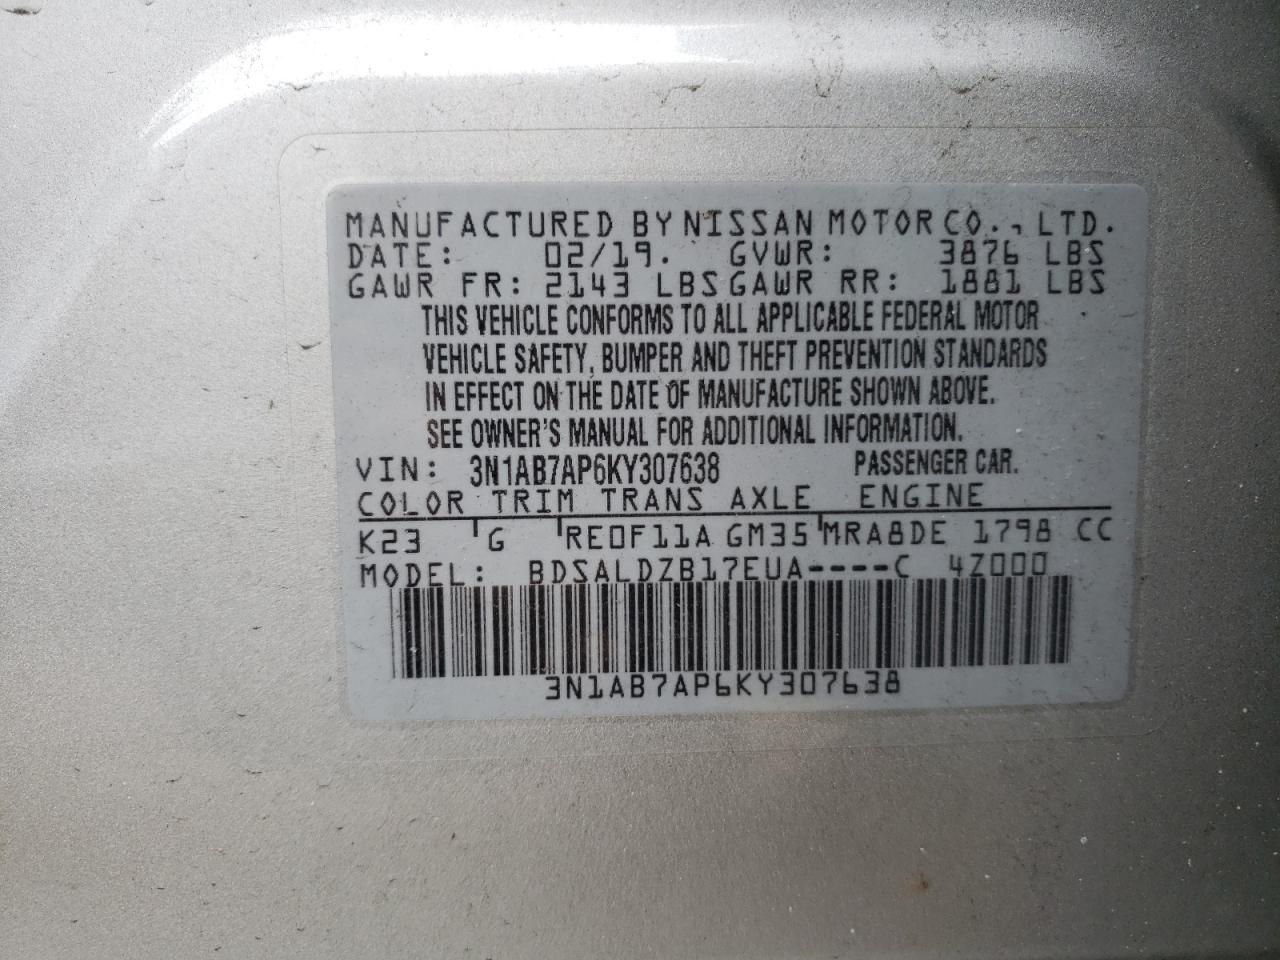 MANUFACTURED BY NISSAN MOTOR CO., LTD.
DATE: 02/19. GVWR: 3876 LBS
GAWR FR: 2143 LBS GAWR RR: 1881 LBS
THIS VEHICLE CONFORMS TO ALL APPLICABLE FEDERAL MOTOR
VEHICLE SAFETY, BUMPER AND THEFT PREVENTION STANDARDS
IN EFFECT ON THE DATE OF MANUFACTURE SHOWN ABOVE.
SEE OWNER'S MANUAL FOR ADDITIONAL INFORMATION.
VIN: 3N1AB7AP6KY307638 PASSENGER CAR.
COLOR TRIM TRANS AXLE ENGINE
K23 G RE0F11A GM35 MRA8DE 1798 CC
MODEL: BDSALDZB17EUA----C 4Z000
3N1AB7AP6KY307638